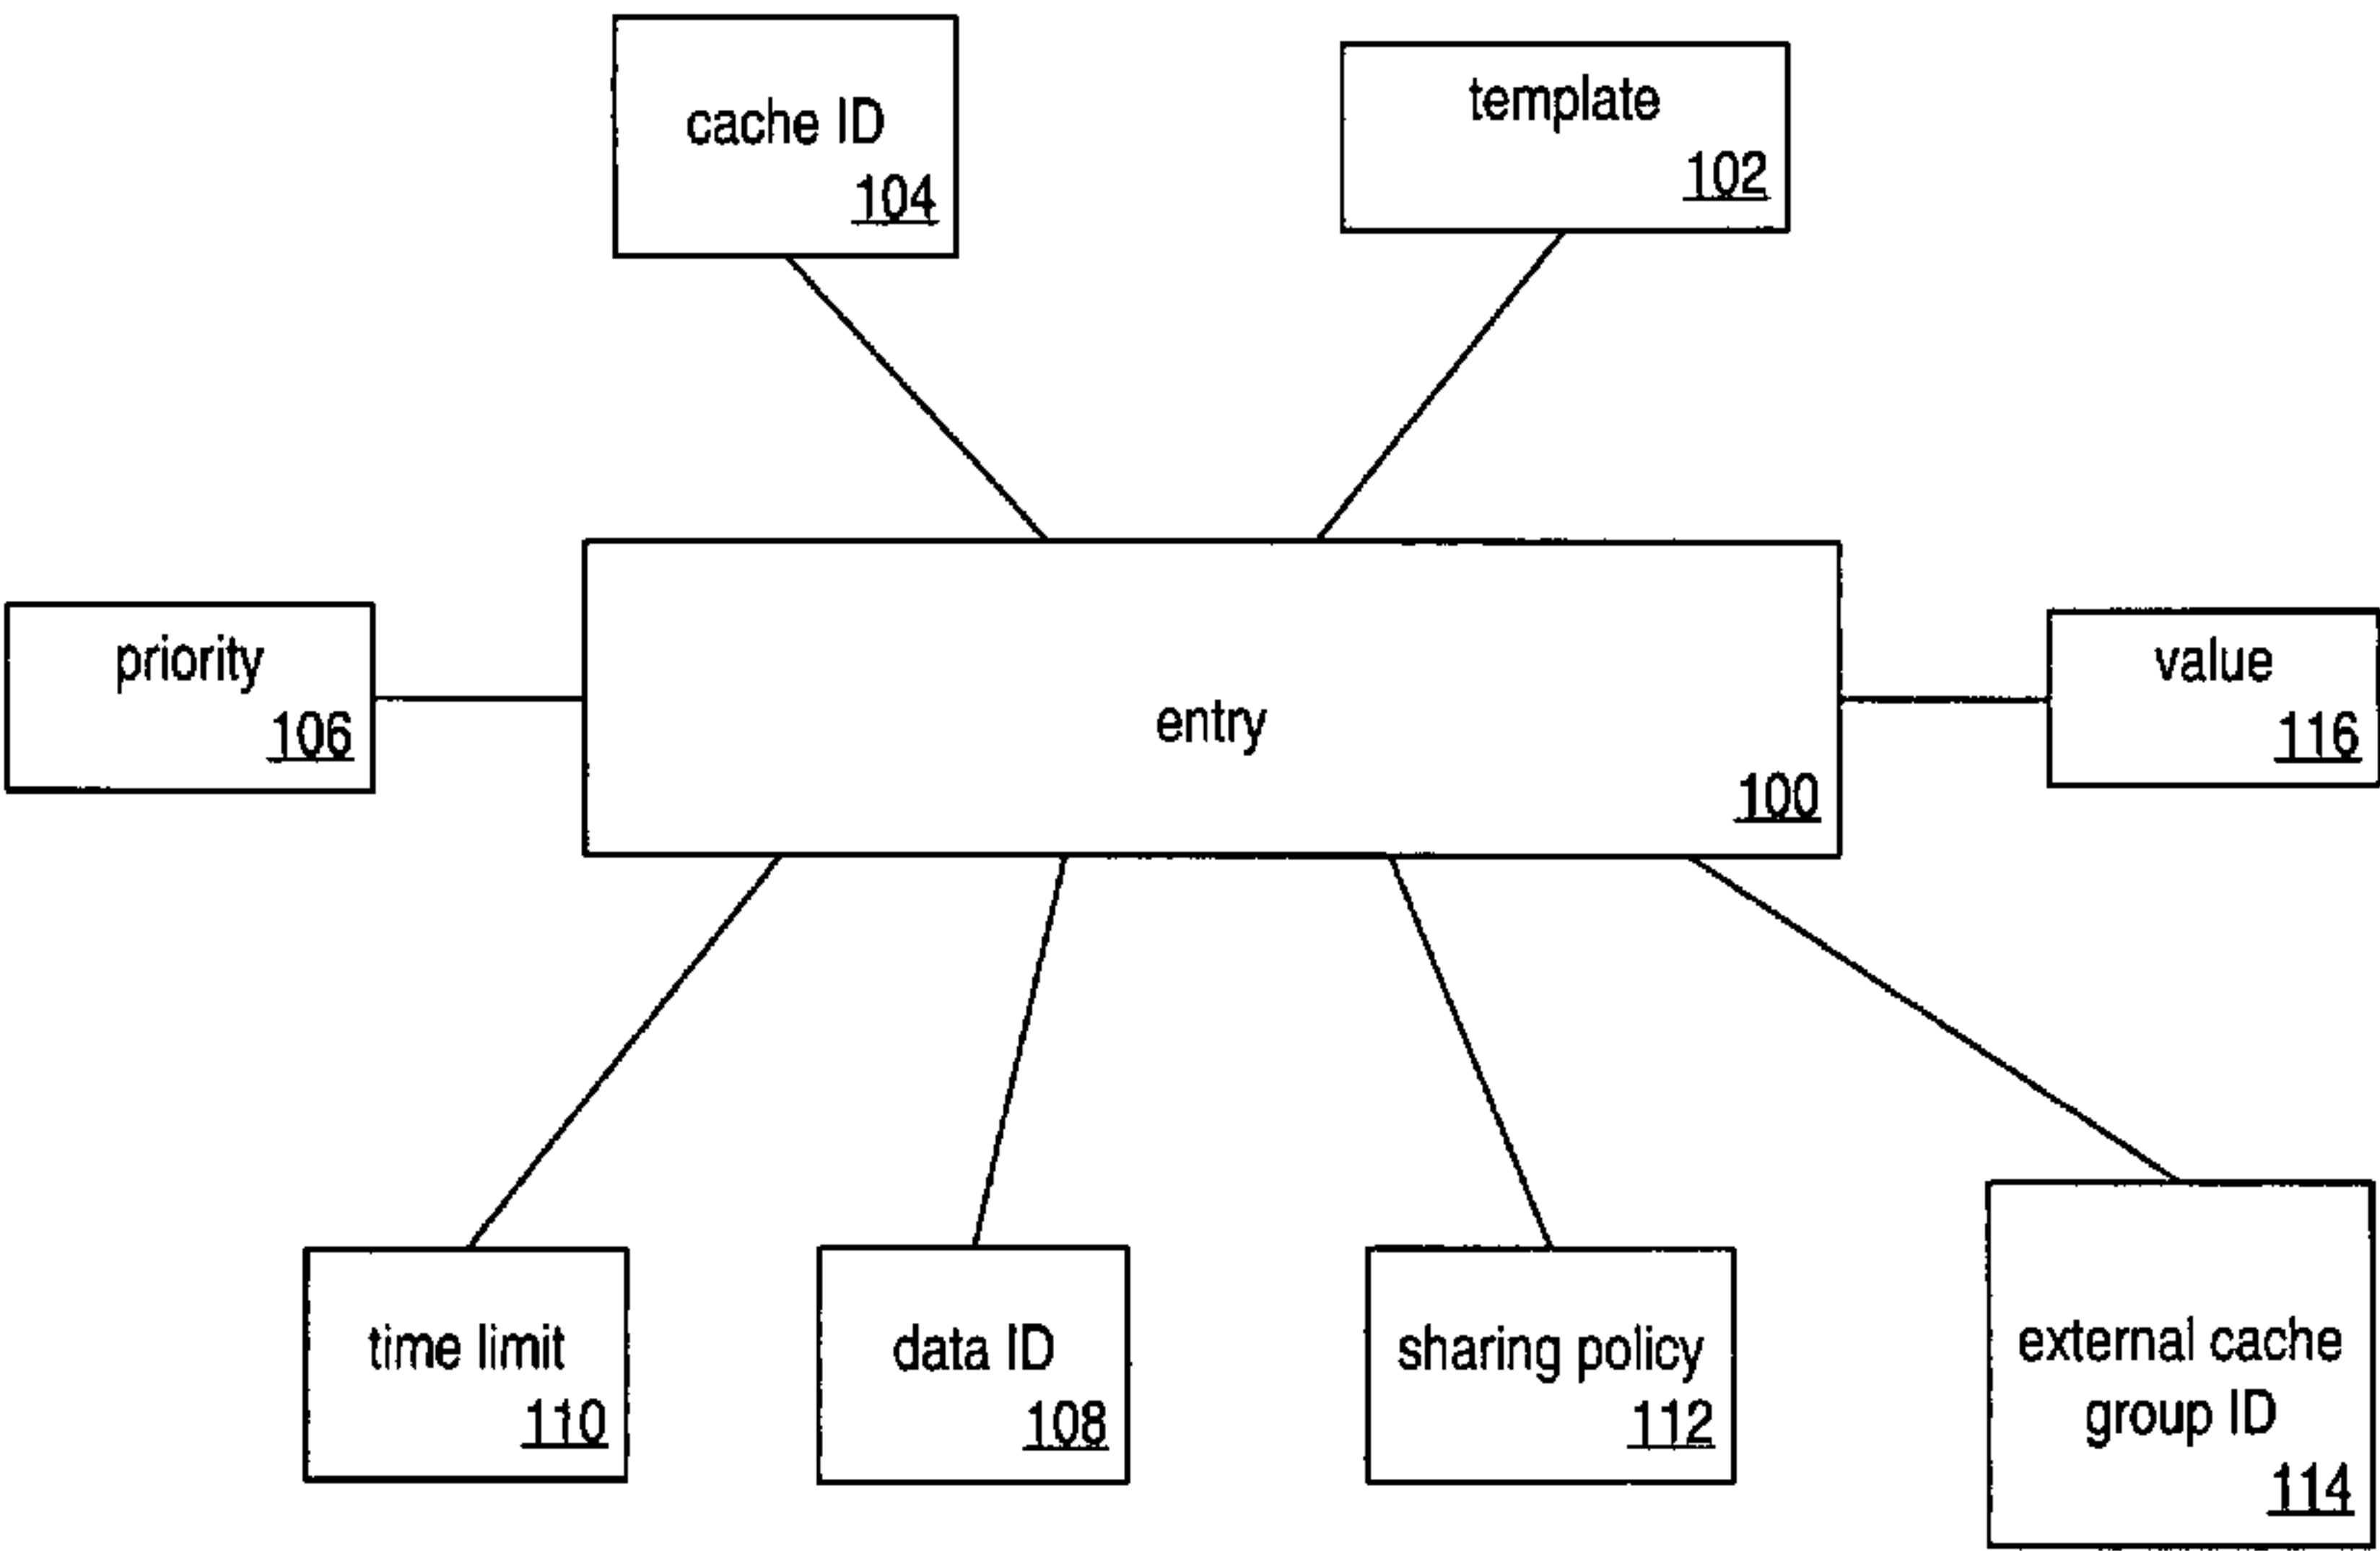 cache ID
104
template
102
priority
106
entry
100
value
116
time limit
110
data ID
108
sharing policy
112
external cache
group ID
114